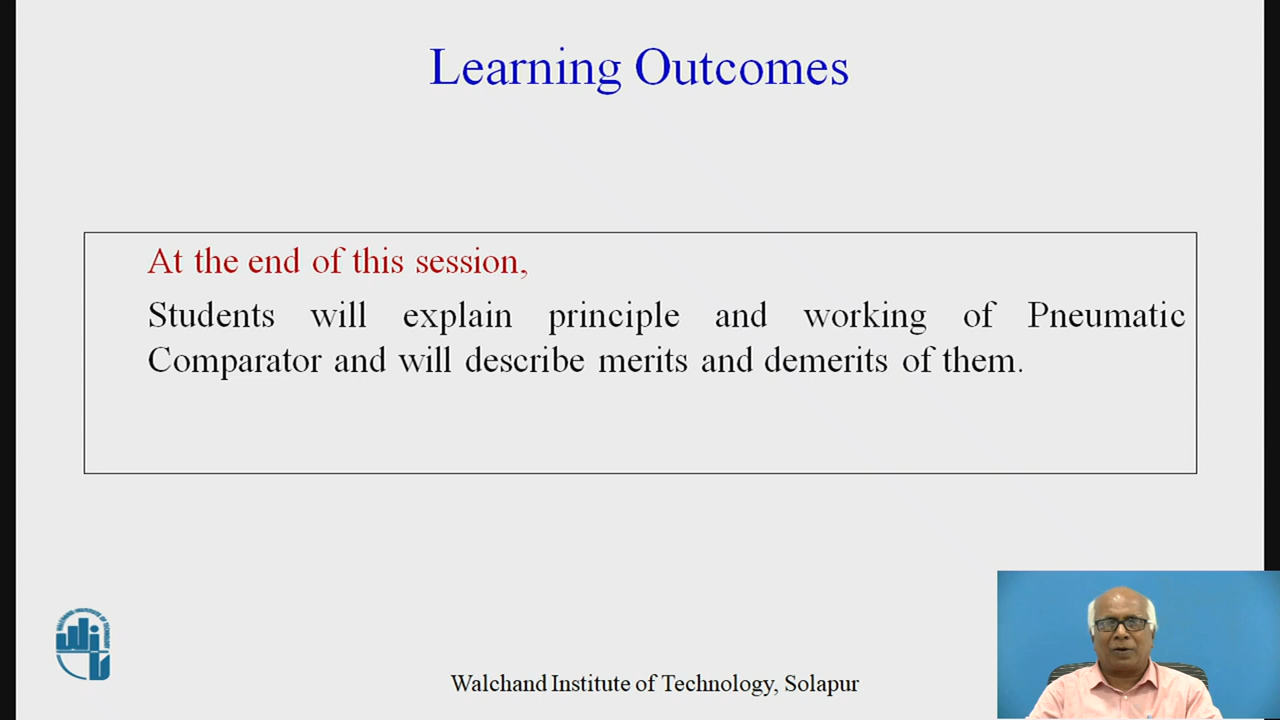 Learning Outcomes
At the end of this session,
Students will explain principle and working of Pneumatic
Comparator and will describe merits and demerits of them.
WIT
Walchand Institute of Technology, Solapur